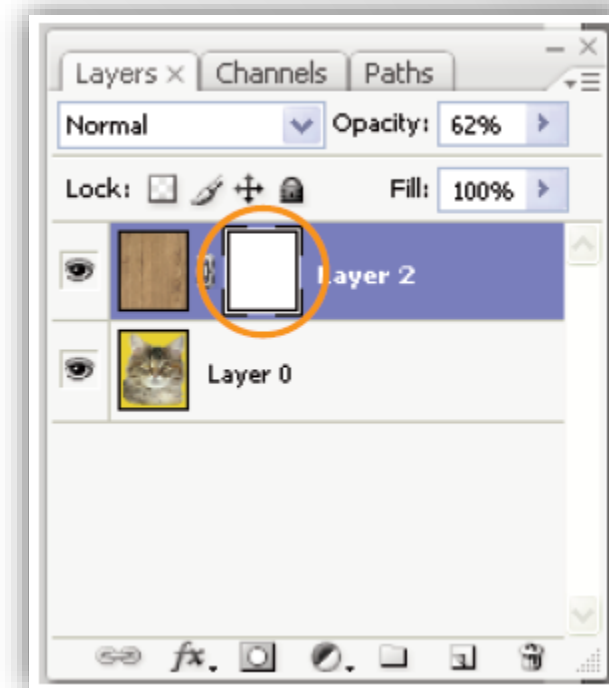 Layers × Channels Paths
Normal Opacity: 62%
Lock: Fill: 100%
Layer 2
Layer 0
fx.